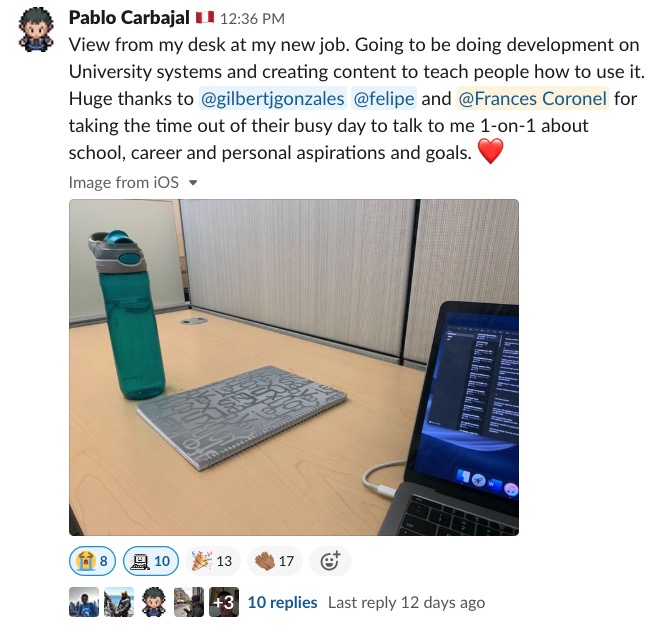 Pablo Carbajal 🇵🇪 12:36 PM
View from my desk at my new job. Going to be doing development on
University systems and creating content to teach people how to use it.
Huge thanks to @gilbertjgonzales @felipe and @Frances Coronel for
taking the time out of their busy day to talk to me 1-on-1 about
school, career and personal aspirations and goals. ❤️
Image from iOS
8 10 13 17
+3 10 replies Last reply 12 days ago